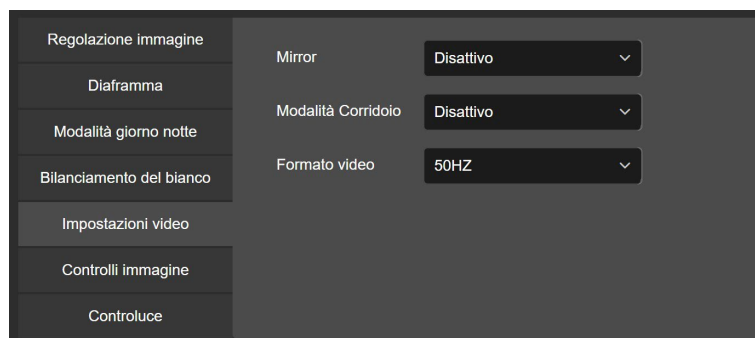 Regolazione immagine
Diaframma
Modalità giorno notte
Bilanciamento del bianco
Impostazioni video
Controlli immagine
Controluce
Mirror Disattivo
Modalità Corridoio Disattivo
Formato video 50HZ